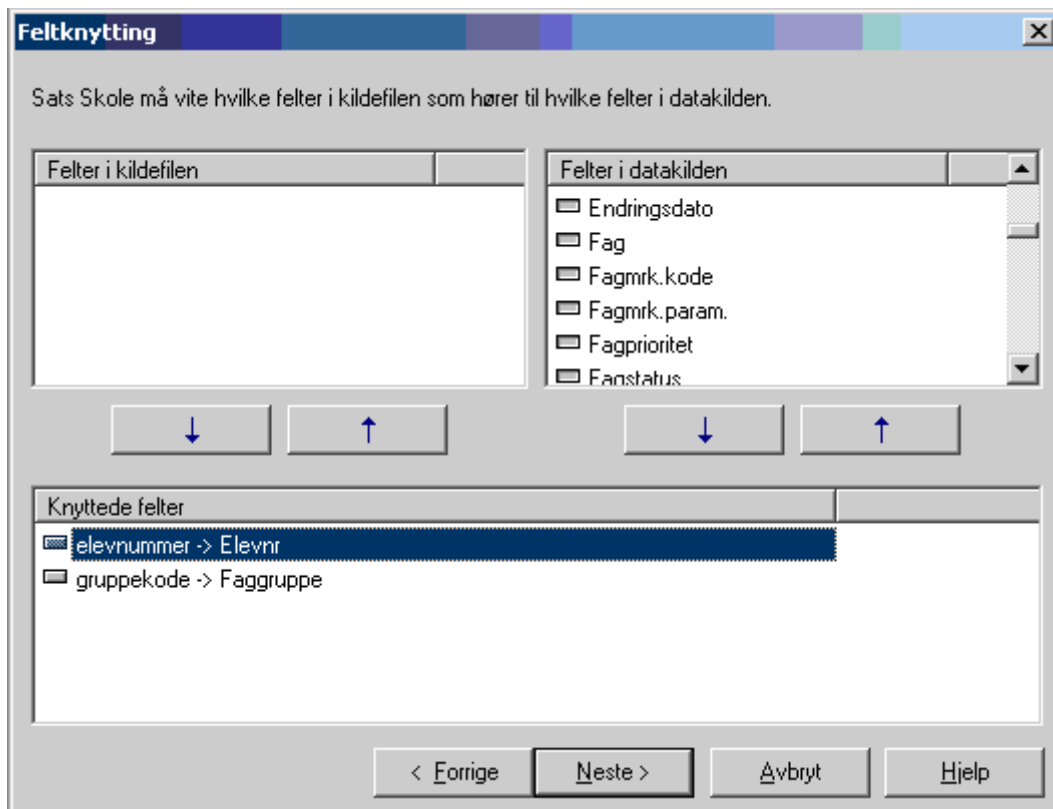 Feltknytting
Sats Skole må vite hvilke felter i kildefilen som hører til hvilke felter i datakilden.
Felter i kildefilen
Felter i datakilden
Endringsdato
Fag
Fagmrk.kode
Fagmrk.param.
Fagprioritet
Fagstatus
Knyttede felter
elevnummer -> Elevnr
gruppekode -> Faggruppe
< Forrige
Neste >
Avbryt
Hjelp